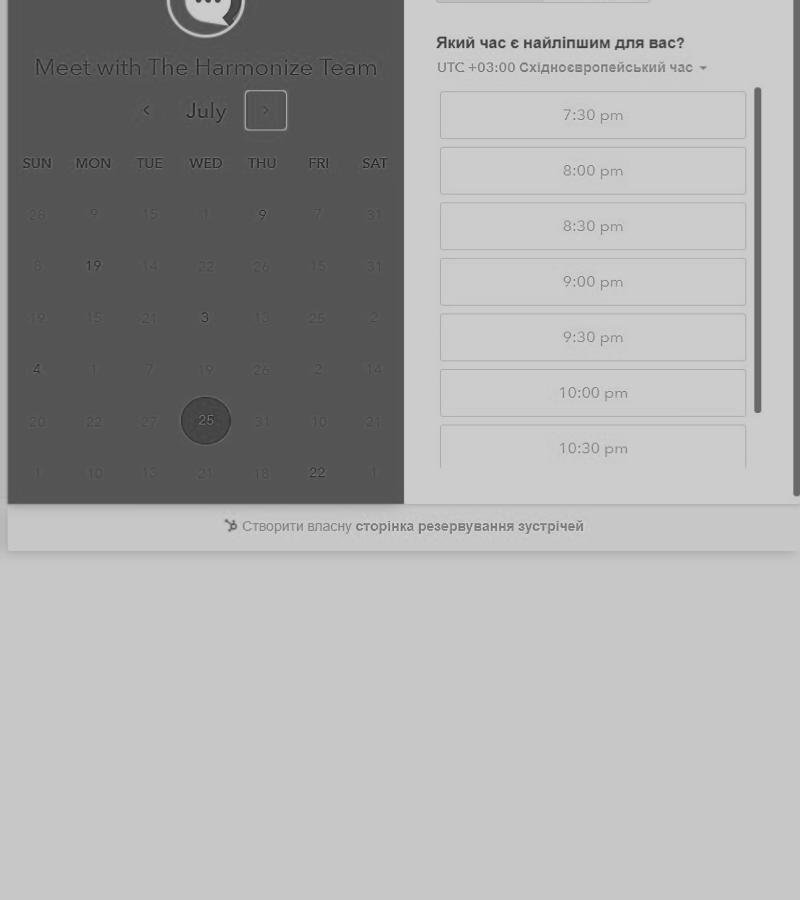 Meet with The Harmonize Team
July
SUN MON TUE WED THU FRI SAT
28 9 15 1 9 7 31
8 19 14 22 26 15 31
19 15 21 3 13 25 2
4 1 7 19 26 2 14
20 22 27 25 31 10 21
1 10 13 21 18 22 1
Який час є найліпшим для вас?
UTC +03:00 Східноєвропейський час
7:30 pm
8:00 pm
8:30 pm
9:00 pm
9:30 pm
10:00 pm
10:30 pm
Створити власну сторінка резервування зустрічей